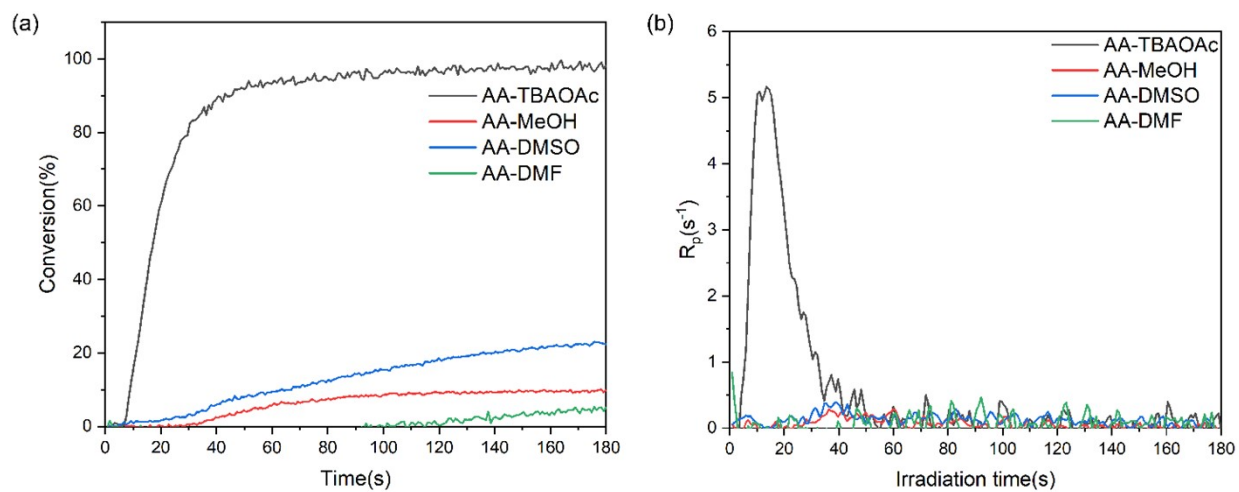 (a)
Conversion(%)
100
80
60
40
20
0
AA-TBAOAc
AA-MeOH
AA-DMSO
AA-DMF
0 20 40 60 80 100 120 140 160 180
Time(s)
(b)
Rp(s-1)
6
5
4
3
2
1
0
AA-TBAOAc
AA-MeOH
AA-DMSO
AA-DMF
0 20 40 60 80 100 120 140 160 180
Irradiation time(s)